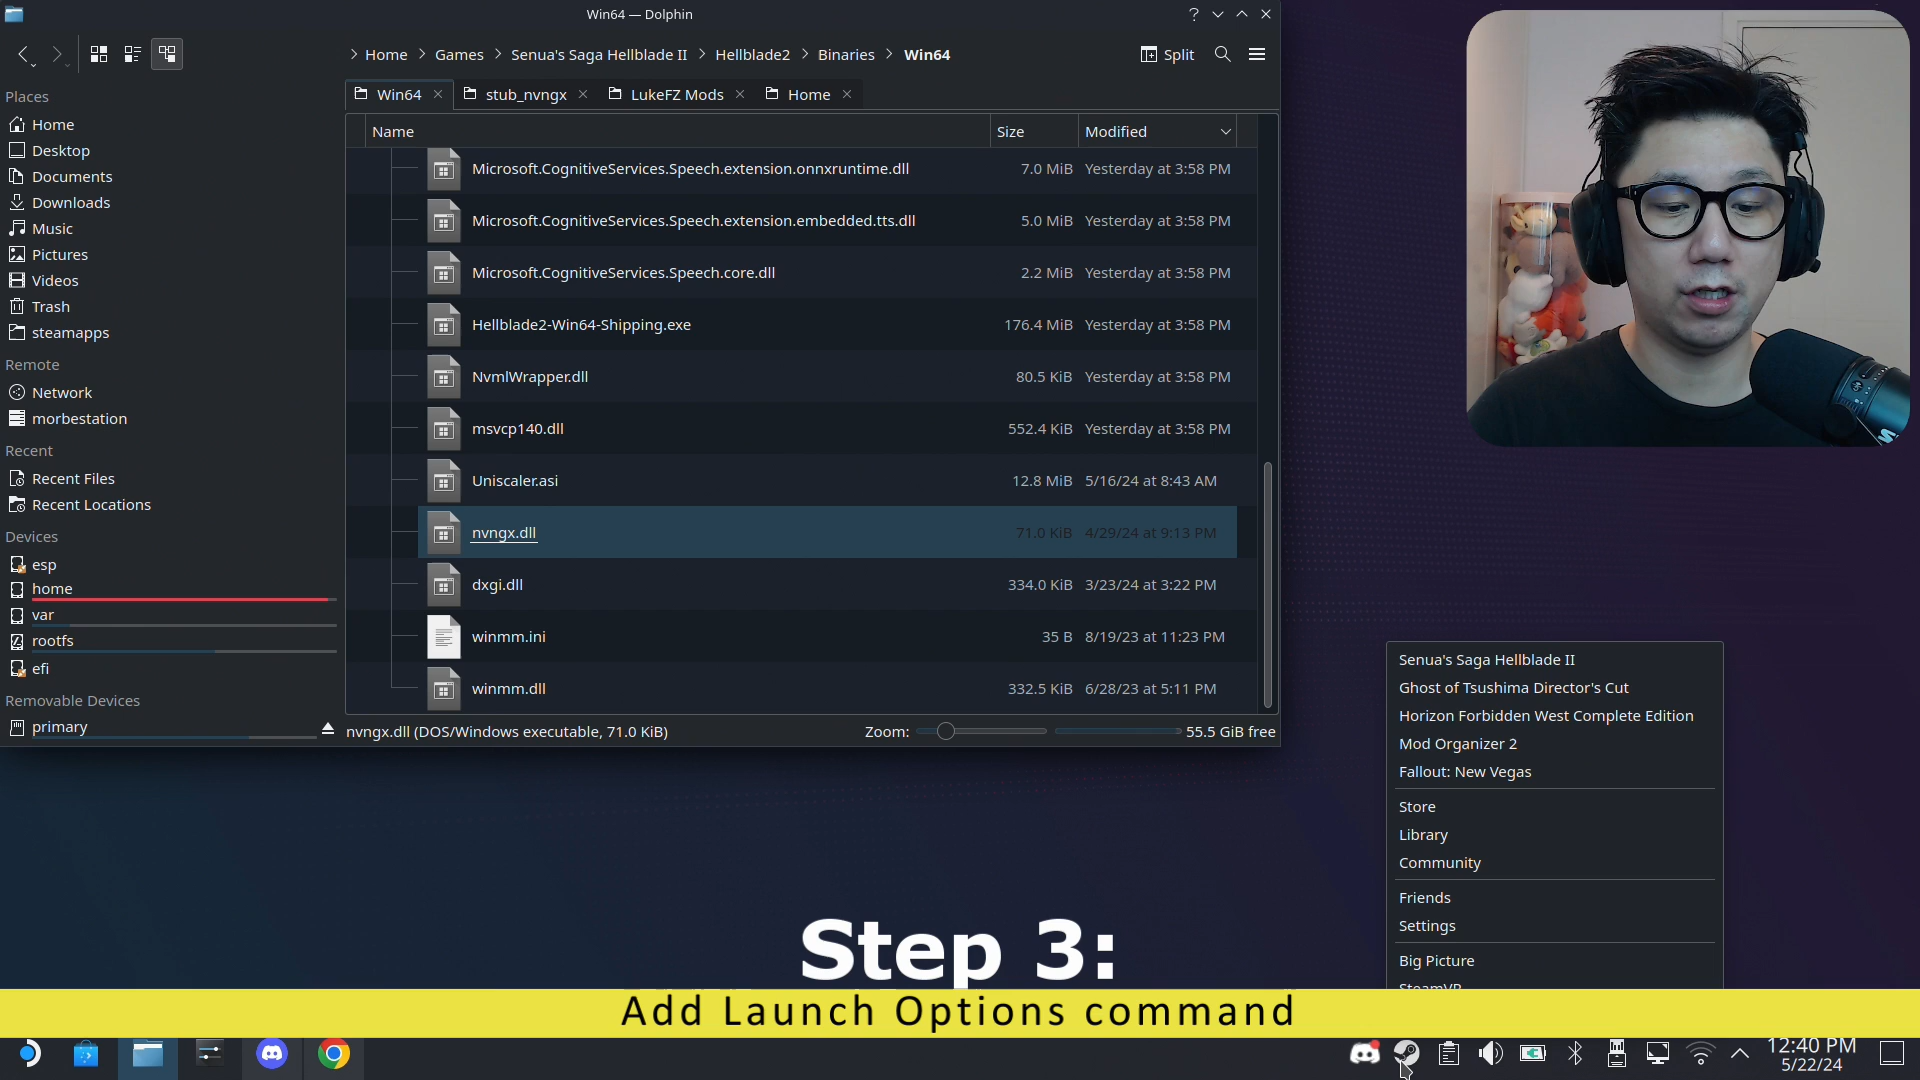 Win64 — Dolphin
Home
Games
Senua's Saga Hellblade II
Hellblade2
Binaries
Win64
Split
Win64
stub_nvngx
LukeFZ Mods
Home
Places
Home
Desktop
Documents
Downloads
Music
Pictures
Videos
Trash
steamapps
Remote
Network
morbestation
Recent
Recent Files
Recent Locations
Devices
esp
home
var
rootfs
efi
Removable Devices
primary
Name Size Modified
Microsoft.CognitiveServices.Speech.extension.onnxruntime.dll 7.0 MiB Yesterday at 3:58 PM
Microsoft.CognitiveServices.Speech.extension.embedded.tts.dll 5.0 MiB Yesterday at 3:58 PM
Microsoft.CognitiveServices.Speech.core.dll 2.2 MiB Yesterday at 3:58 PM
Hellblade2-Win64-Shipping.exe 176.4 MiB Yesterday at 3:58 PM
NvmlWrapper.dll 80.5 KiB Yesterday at 3:58 PM
msvcp140.dll 552.4 KiB Yesterday at 3:58 PM
Uniscaler.asi 12.8 MiB 5/16/24 at 8:43 AM
nvngx.dll 71.0 KiB 4/29/24 at 9:13 PM
dxgi.dll 334.0 KiB 3/23/24 at 3:22 PM
winmm.ini 35 B 8/19/23 at 11:23 PM
winmm.dll 332.5 KiB 6/28/23 at 5:11 PM
nvngx.dll (DOS/Windows executable, 71.0 KiB)
Zoom:
55.5 GiB free
Senua's Saga Hellblade II
Ghost of Tsushima Director's Cut
Horizon Forbidden West Complete Edition
Mod Organizer 2
Fallout: New Vegas
Store
Library
Community
Friends
Settings
Big Picture
SteamVR
Step 3:
Add Launch Options command
12:40 PM
5/22/24